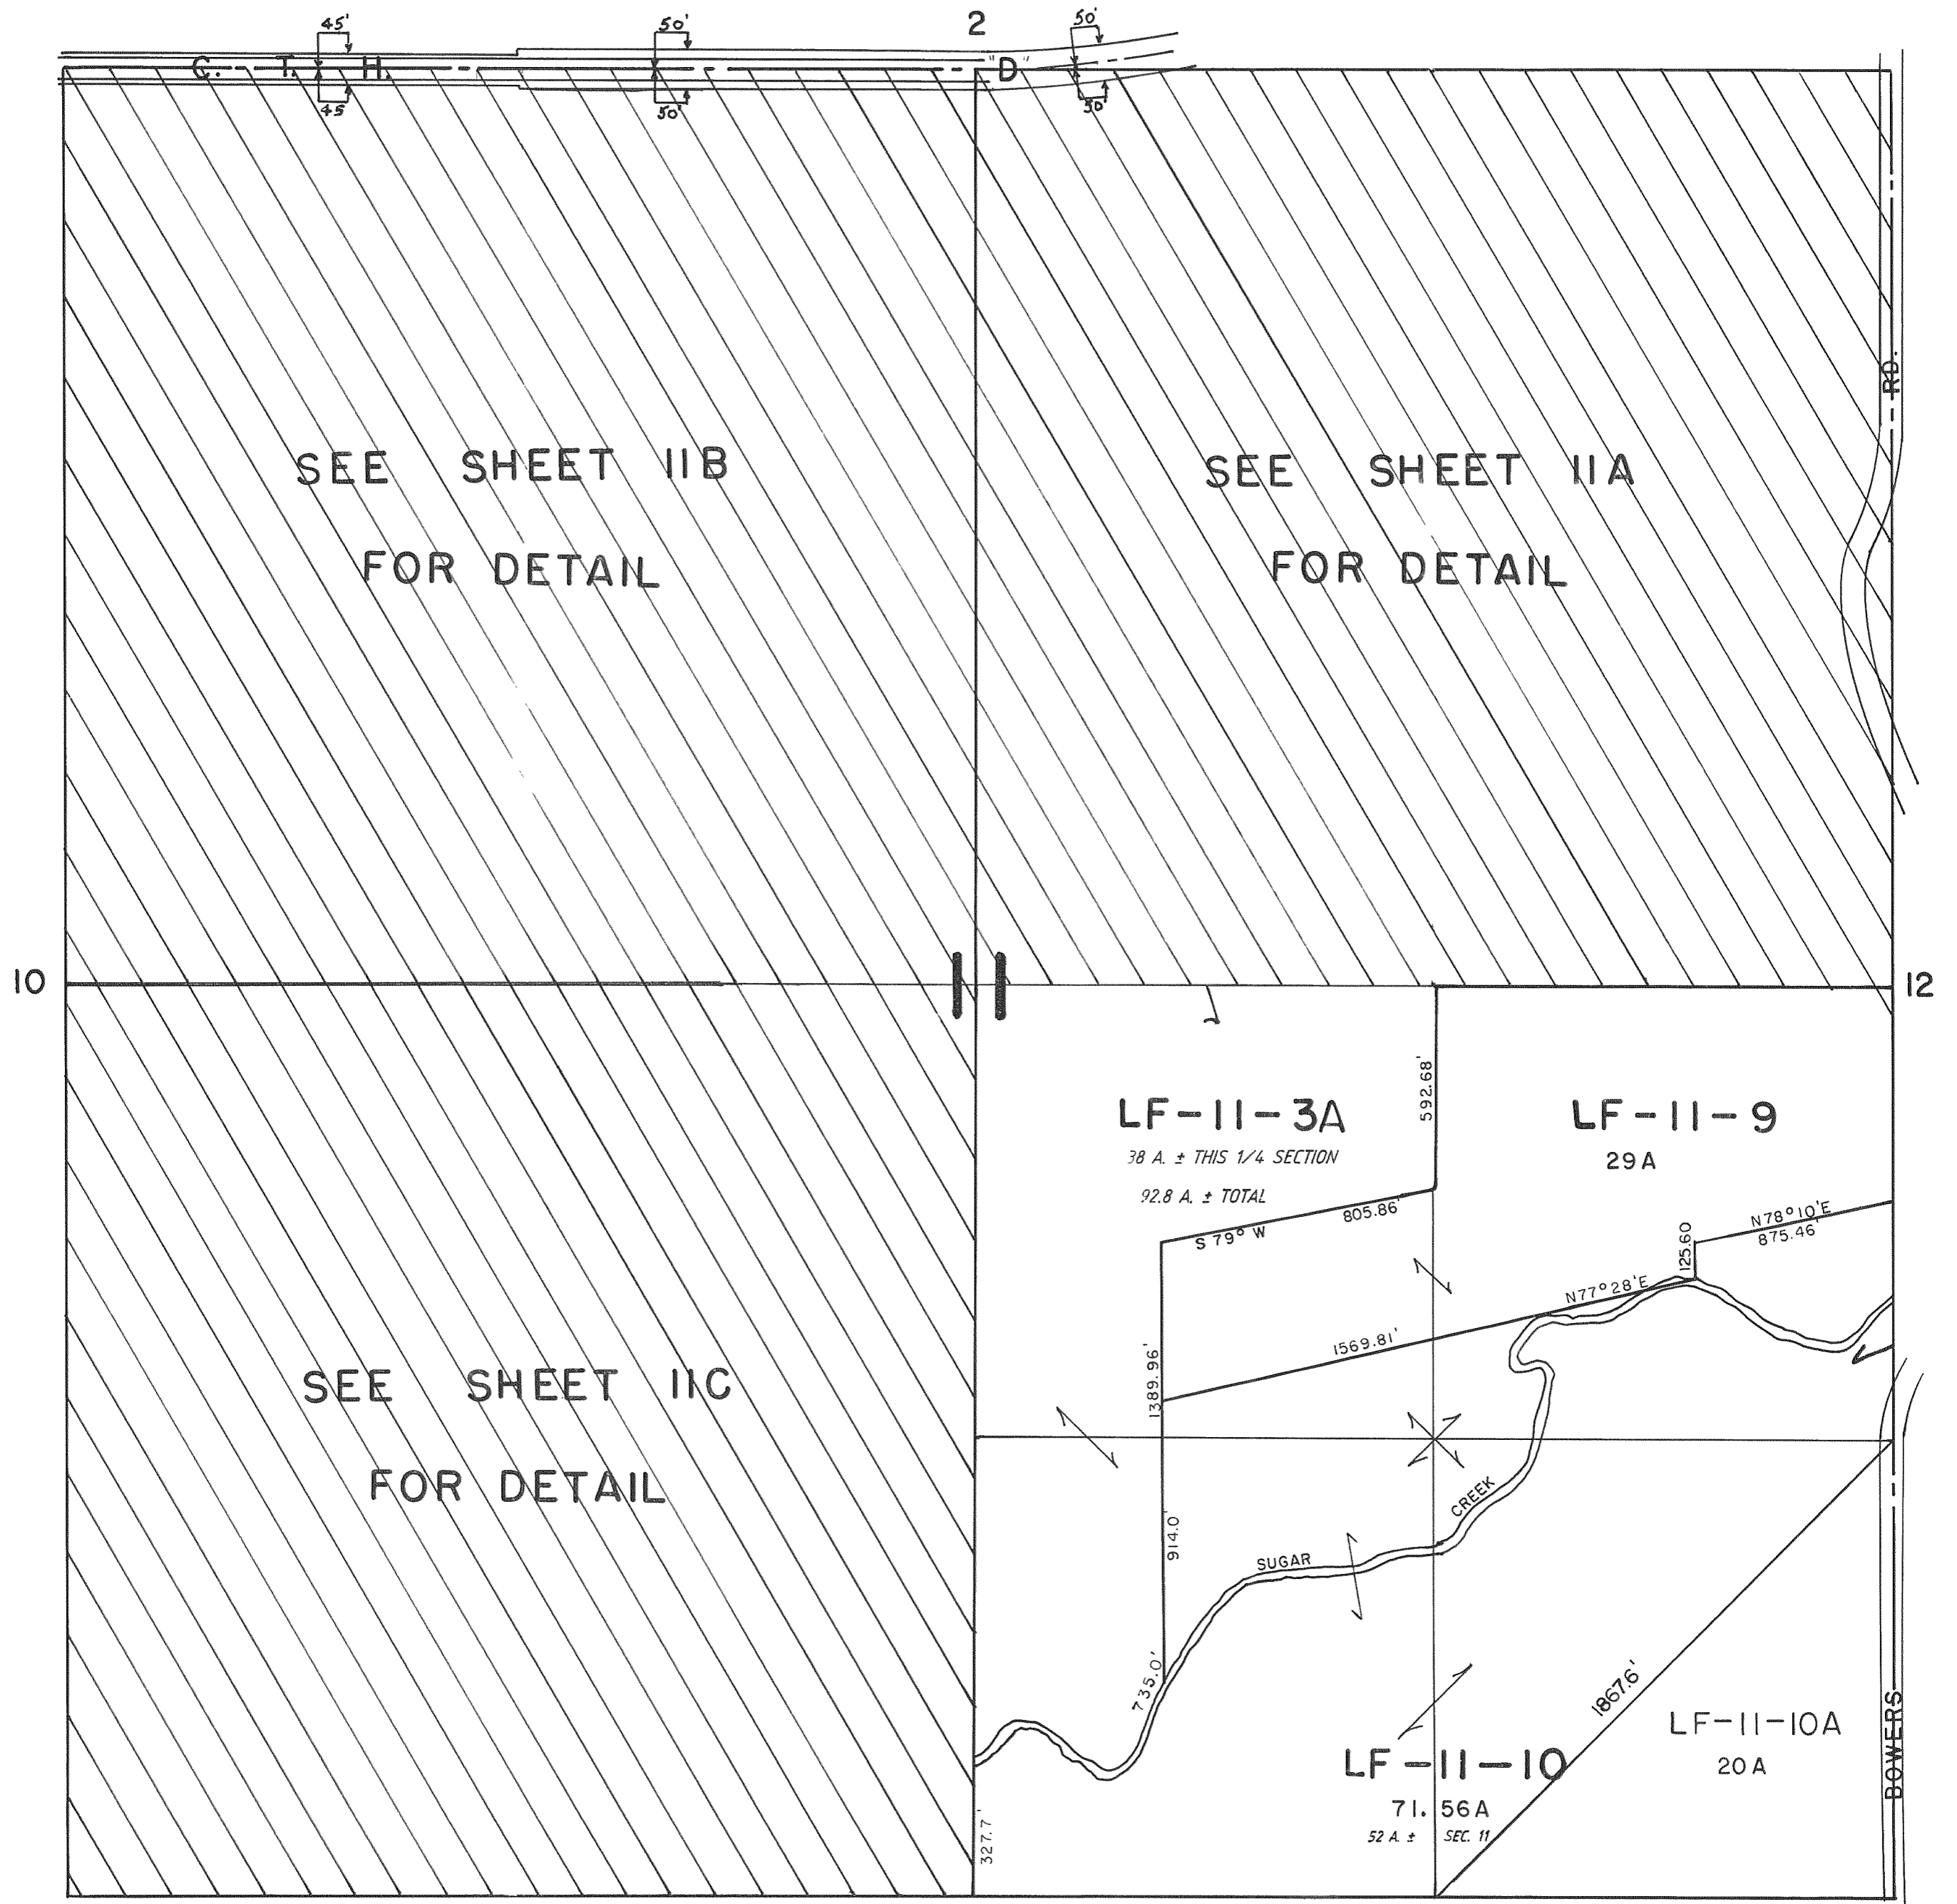 2
45' 50' 50'
C. T. H. "D"
45' 50' 50'
RD.
SEE SHEET 11B
FOR DETAIL
SEE SHEET 11A
FOR DETAIL
10
11
12
592.68'
LF-11-3A
38 A. ± THIS 1/4 SECTION
92.8 A. ± TOTAL
LF-11-9
29A
805.86'
S 79° W
N78°10'E
875.46'
125.60
N77°28'E
1569.81'
1389.96'
SEE SHEET 11C
FOR DETAIL
914.0'
SUGAR CREEK
735.0'
1867.6'
LF-11-10A
20A
LF-11-10
71.56A
52 A. ± SEC. 11
327.7'
BOWERS